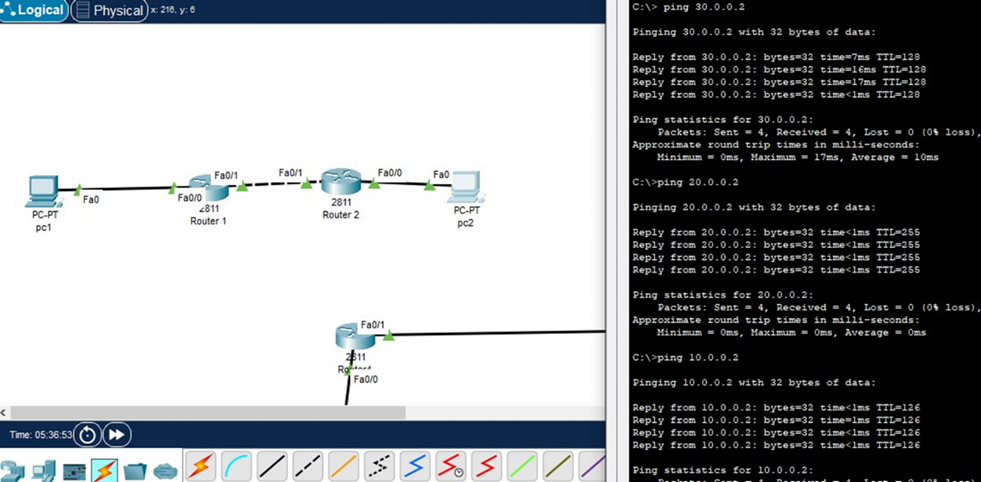 Logical Physical x: 216, y: 6
Fa0/1 Fa0/1 Fa0/0 Fa0
Fa0 Fa0/0
PC-PT
pc1
2811
Router 1
2811
Router 2
PC-PT
pc2
Fa0/1
2811
Fa0/0
Time: 05:36:53
C:\> ping 30.0.0.2
Pinging 30.0.0.2 with 32 bytes of data:
Reply from 30.0.0.2: bytes=32 time=7ms TTL=128
Reply from 30.0.0.2: bytes=32 time=16ms TTL=128
Reply from 30.0.0.2: bytes=32 time=17ms TTL=128
Reply from 30.0.0.2: bytes=32 time<1ms TTL=128
Ping statistics for 30.0.0.2:
Packets: Sent = 4, Received = 4, Lost = 0 (0% loss),
Approximate round trip times in milli-seconds:
Minimum = 0ms, Maximum = 17ms, Average = 10ms
C:\>ping 20.0.0.2
Pinging 20.0.0.2 with 32 bytes of data:
Reply from 20.0.0.2: bytes=32 time<1ms TTL=255
Reply from 20.0.0.2: bytes=32 time<1ms TTL=255
Reply from 20.0.0.2: bytes=32 time<1ms TTL=255
Reply from 20.0.0.2: bytes=32 time<1ms TTL=255
Ping statistics for 20.0.0.2:
Packets: Sent = 4, Received = 4, Lost = 0 (0% loss),
Approximate round trip times in milli-seconds:
Minimum = 0ms, Maximum = 0ms, Average = 0ms
C:\>ping 10.0.0.2
Pinging 10.0.0.2 with 32 bytes of data:
Reply from 10.0.0.2: bytes=32 time<1ms TTL=126
Reply from 10.0.0.2: bytes=32 time=1ms TTL=126
Reply from 10.0.0.2: bytes=32 time<1ms TTL=126
Reply from 10.0.0.2: bytes=32 time<1ms TTL=126
Ping statistics for 10.0.0.2: